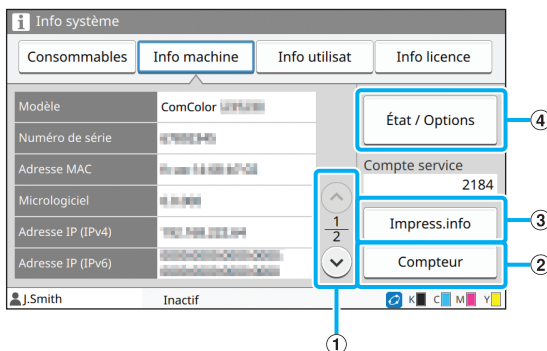 Info système
Consommables Info machine Info utilisat Info licence
Modèle ComColor
Numéro de série
Adresse MAC
Micrologiciel
Adresse IP (IPv4)
Adresse IP (IPv6)
1
2
État / Options
Compte service
2184
Impress.info
Compteur
J.Smith Inactif K C M Y
④
③
②
①